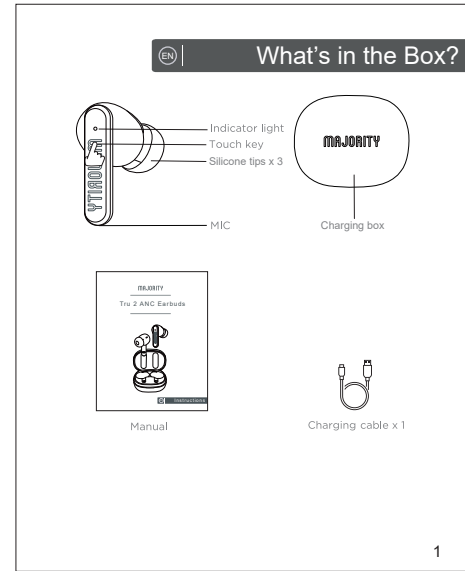 EN
What's in the Box?
Indicator light
Touch key
Silicone tips x 3
MAJORITY
MAJORITY
MIC
Charging box
MAJORITY
Tru 2 ANC Earbuds
Instructions
Manual
Charging cable x 1
1